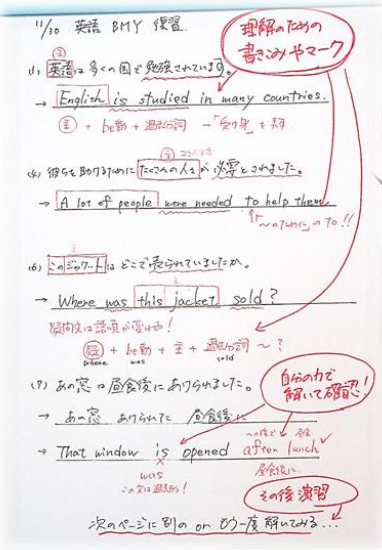 11/30 英語 BMY 復習
理解のための
書きこみやマーク
(1) 英語は多くの国で勉強されています。
→ English is studied in many countries.
主 + be動 + 過去分詞 → 「受け身」を表す
(4) 彼らを助けるためにたくさんの人々が必要とされました。
→ A lot of people were needed to help them
「〜のために」の to !!
(6) このジャケットはどこで売られていましたか。
→ Where was this jacket sold ?
疑問文は語順が変わる!
疑 + be動 + 主 + 過去分詞 〜 ?
where was sold
(7) あの窓は昼食後にあけられました。
自分の力で
解いて確認!
→ あの窓 あけられた 昼食後に
〜の後で 昼食
→ That window is opened after lunch
was 昼食後に
この文は過去形!
その後演習
次のページに別の or もう一度解いてみる...